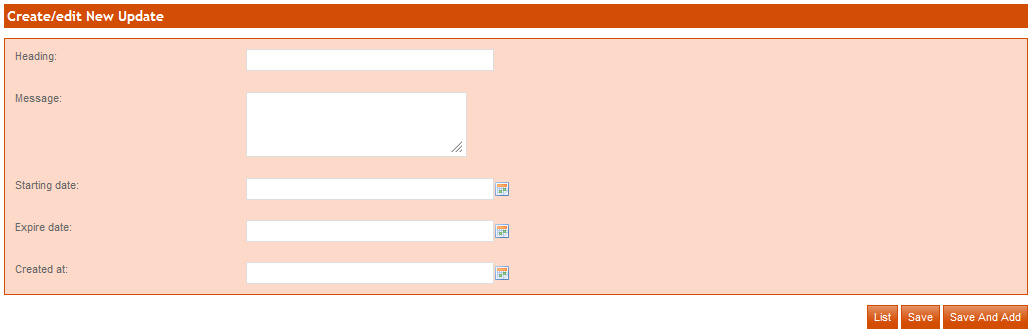 Create/edit New Update
Heading:
Message:
Starting date:
Expire date:
Created at:
List Save Save And Add